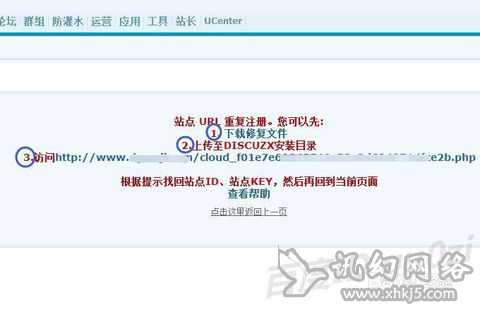 论坛 群组 防灌水 运营 应用 工具 站长 UCenter
站点 URL 重复注册。您可以先:
1. 下载修复文件
2.上传至DISCUZX安装目录
3.访问http://www. /cloud_f01e7e6 e2b.php
根据提示找回站点ID、站点KEY，然后再回到当前页面
查看帮助
点击这里返回上一页
讯幻网络
www.xhkj5.com